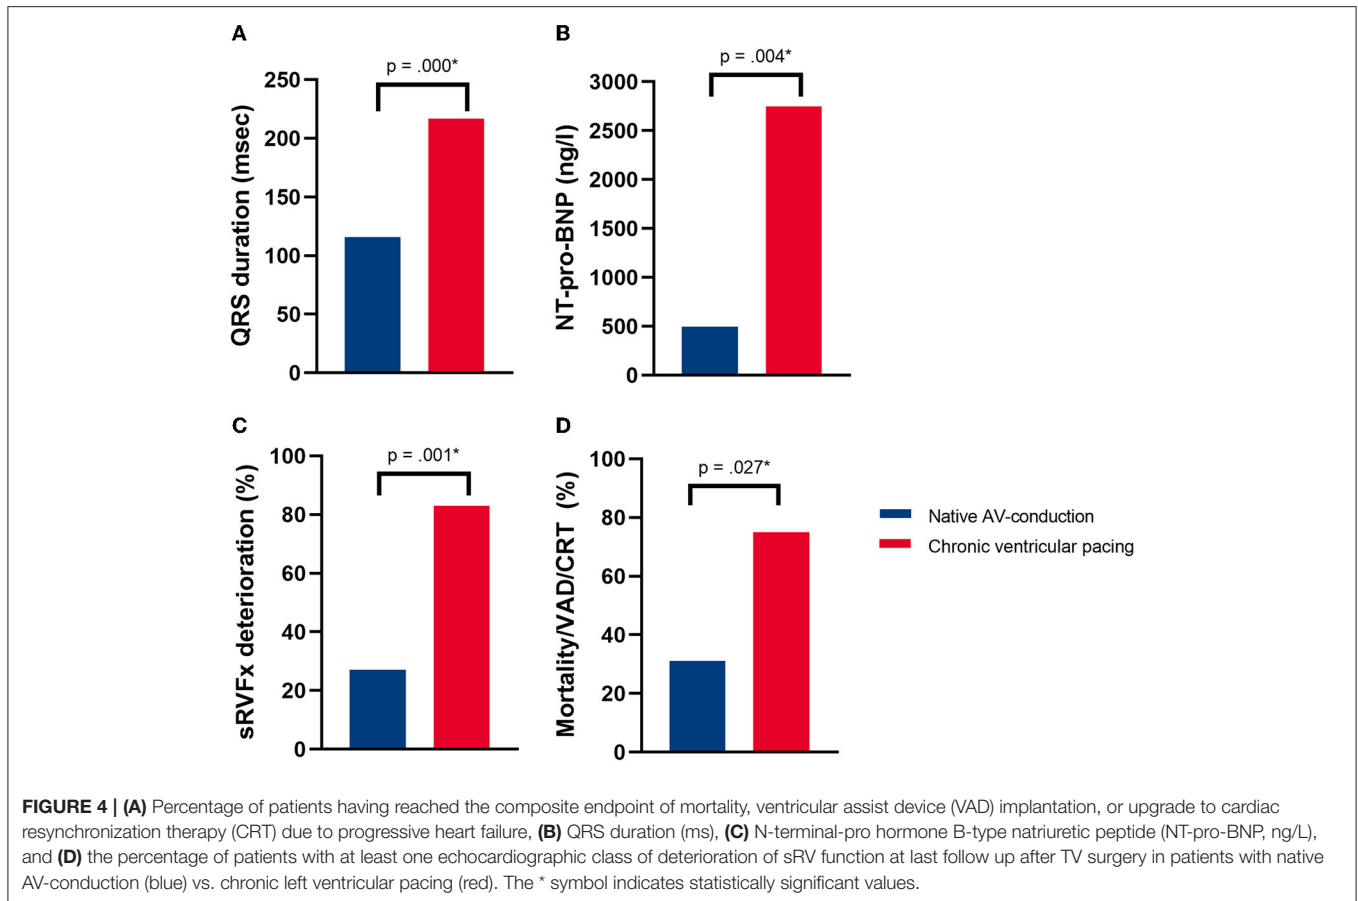 A
p = .000*
QRS duration (msec)
250
200
150
100
50
0
B
p = .004*
NT-pro-BNP (ng/l)
3000
2500
2000
1500
1000
500
0
C
p = .001*
sRVFx deterioration (%)
100
80
60
40
20
0
D
p = .027*
Mortality/VAD/CRT (%)
100
80
60
40
20
0
Native AV-conduction
Chronic ventricular pacing
FIGURE 4 | (A) Percentage of patients having reached the composite endpoint of mortality, ventricular assist device (VAD) implantation, or upgrade to cardiac
resynchronization therapy (CRT) due to progressive heart failure, (B) QRS duration (ms), (C) N-terminal-pro hormone B-type natriuretic peptide (NT-pro-BNP, ng/L),
and (D) the percentage of patients with at least one echocardiographic class of deterioration of sRV function at last follow up after TV surgery in patients with native
AV-conduction (blue) vs. chronic left ventricular pacing (red). The * symbol indicates statistically significant values.